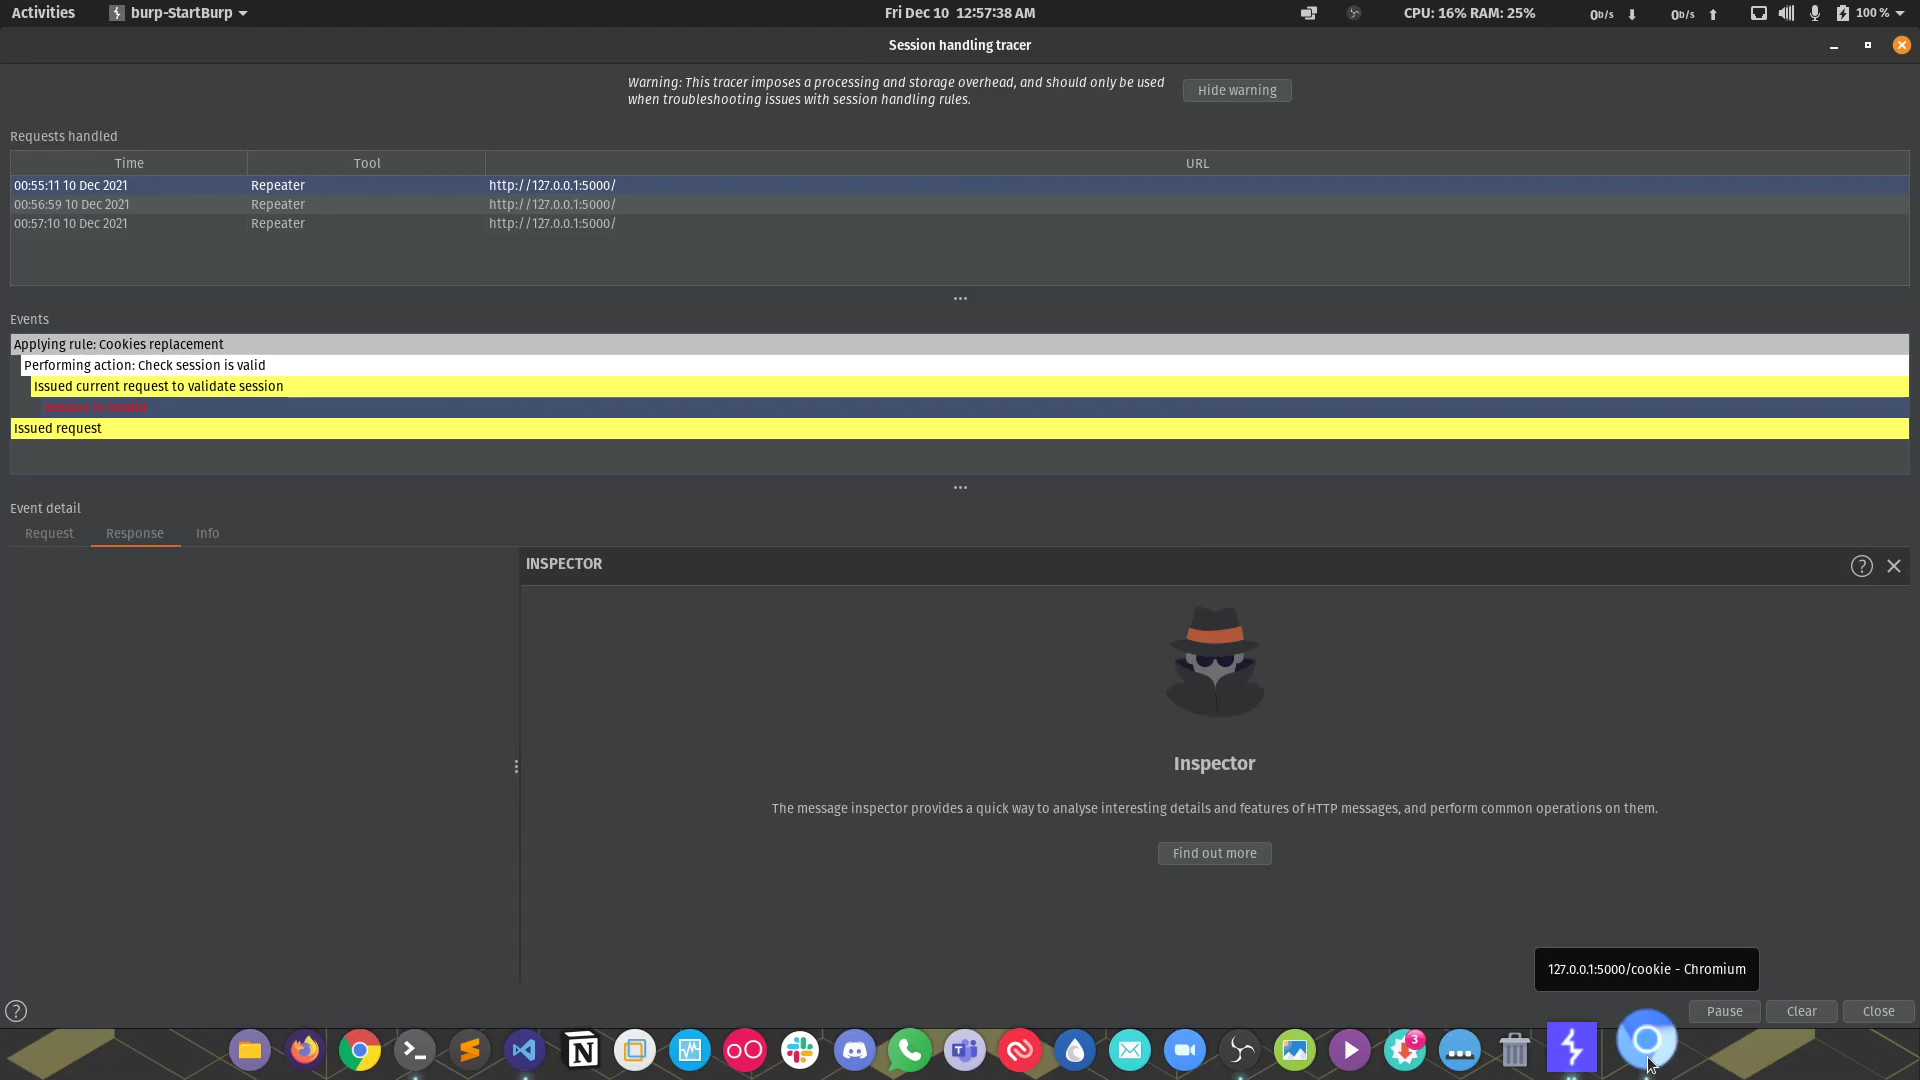 Activities burp-StartBurp Fri Dec 10 12:57:38 AM CPU: 16% RAM: 25% 0b/s 0b/s 100 %
Session handling tracer
Warning: This tracer imposes a processing and storage overhead, and should only be used
when troubleshooting issues with session handling rules.
Hide warning
Requests handled
Time Tool URL
00:55:11 10 Dec 2021 Repeater http://127.0.0.1:5000/
00:56:59 10 Dec 2021 Repeater http://127.0.0.1:5000/
00:57:10 10 Dec 2021 Repeater http://127.0.0.1:5000/
Events
Applying rule: Cookies replacement
Performing action: Check session is valid
Issued current request to validate session
Session is invalid
Issued request
Event detail
Request Response Info
INSPECTOR
Inspector
The message inspector provides a quick way to analyse interesting details and features of HTTP messages, and perform common operations on them.
Find out more
127.0.0.1:5000/cookie - Chromium
Pause Clear Close
3